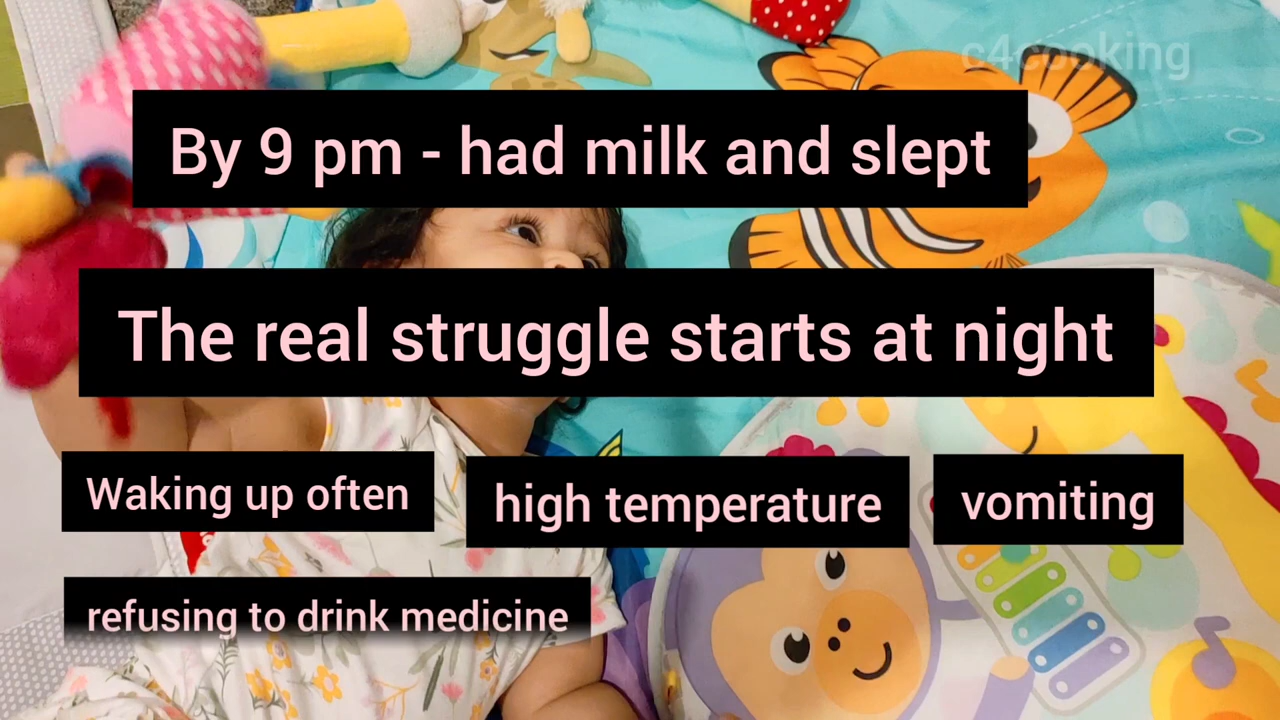 c4cooking
By 9 pm - had milk and slept
The real struggle starts at night
Waking up often
high temperature
vomiting
refusing to drink medicine